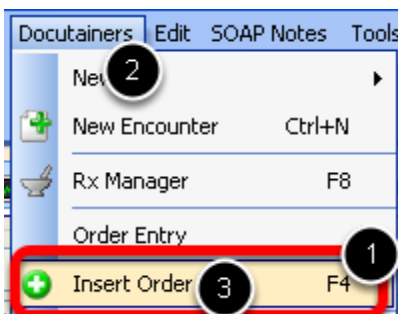 Docutainers Edit SOAP Notes Tools
New
2
New Encounter Ctrl+N
Rx Manager F8
Order Entry
1
Insert Order 3 F4